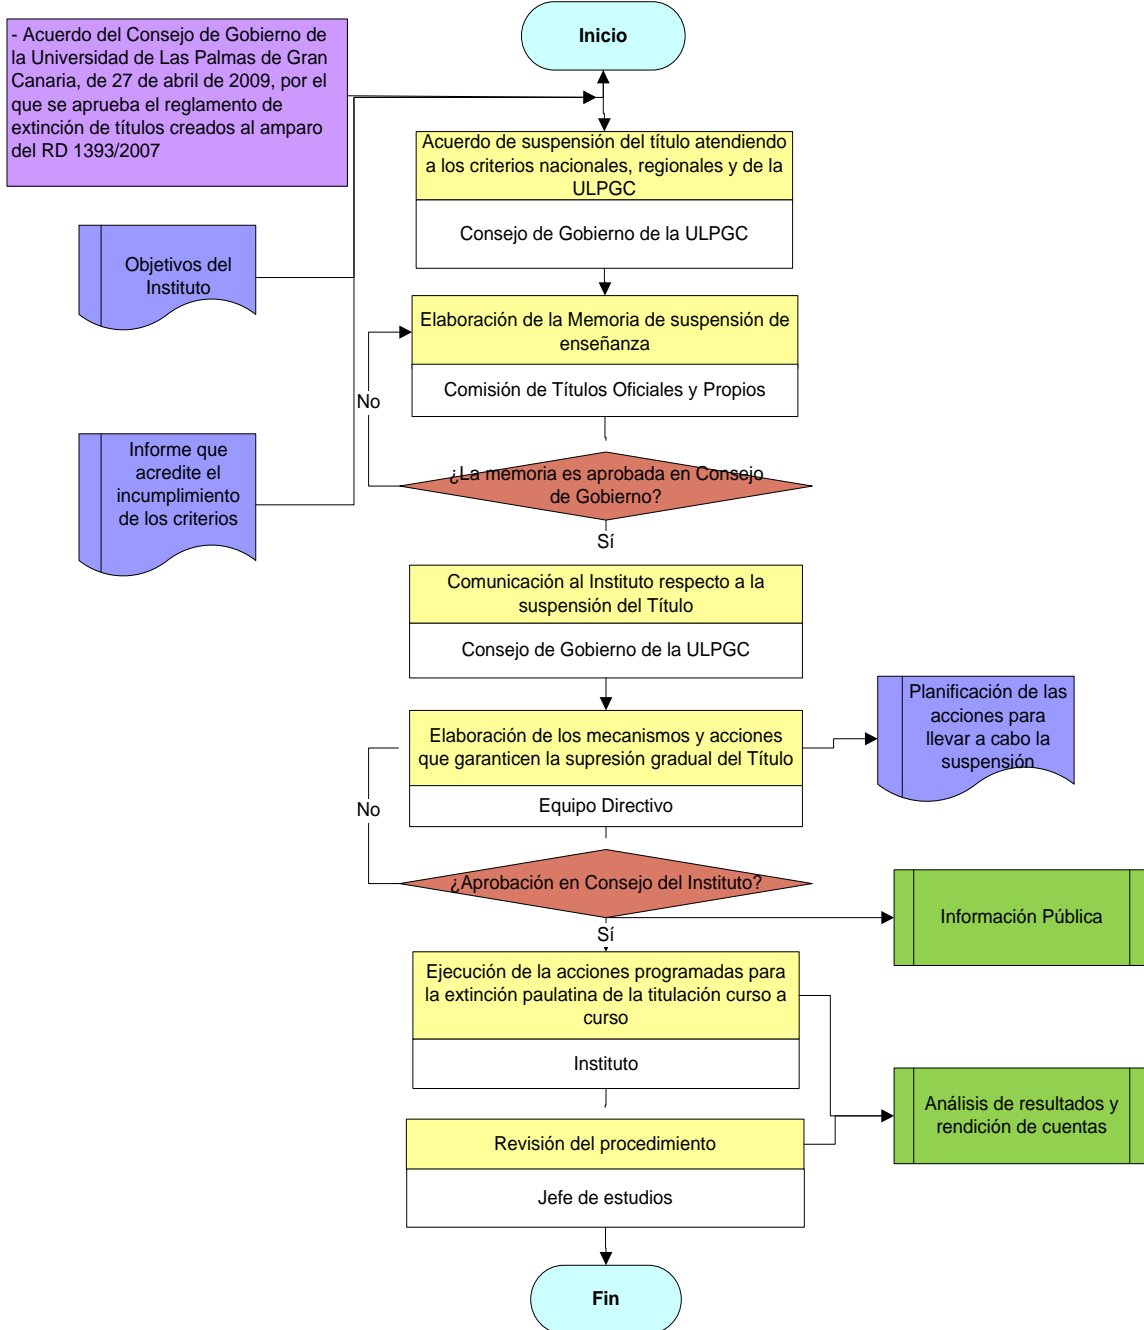 Inicio
- Acuerdo del Consejo de Gobierno de
la Universidad de Las Palmas de Gran
Canaria, de 27 de abril de 2009, por el
que se aprueba el reglamento de
extinción de títulos creados al amparo
del RD 1393/2007
Acuerdo de suspensión del título atendiendo
a los criterios nacionales, regionales y de la
ULPGC
Consejo de Gobierno de la ULPGC
Objetivos del
Instituto
Elaboración de la Memoria de suspensión de
enseñanza
Comisión de Títulos Oficiales y Propios
No
Informe que
acredite el
incumplimiento
de los criterios
¿La memoria es aprobada en Consejo
de Gobierno?
Sí
Comunicación al Instituto respecto a la
suspensión del Título
Consejo de Gobierno de la ULPGC
Planificación de las
acciones para
llevar a cabo la
suspensión
Elaboración de los mecanismos y acciones
que garanticen la supresión gradual del Título
Equipo Directivo
No
¿Aprobación en Consejo del Instituto?
Información Pública
Sí
Ejecución de la acciones programadas para
la extinción paulatina de la titulación curso a
curso
Instituto
Análisis de resultados y
rendición de cuentas
Revisión del procedimiento
Jefe de estudios
Fin